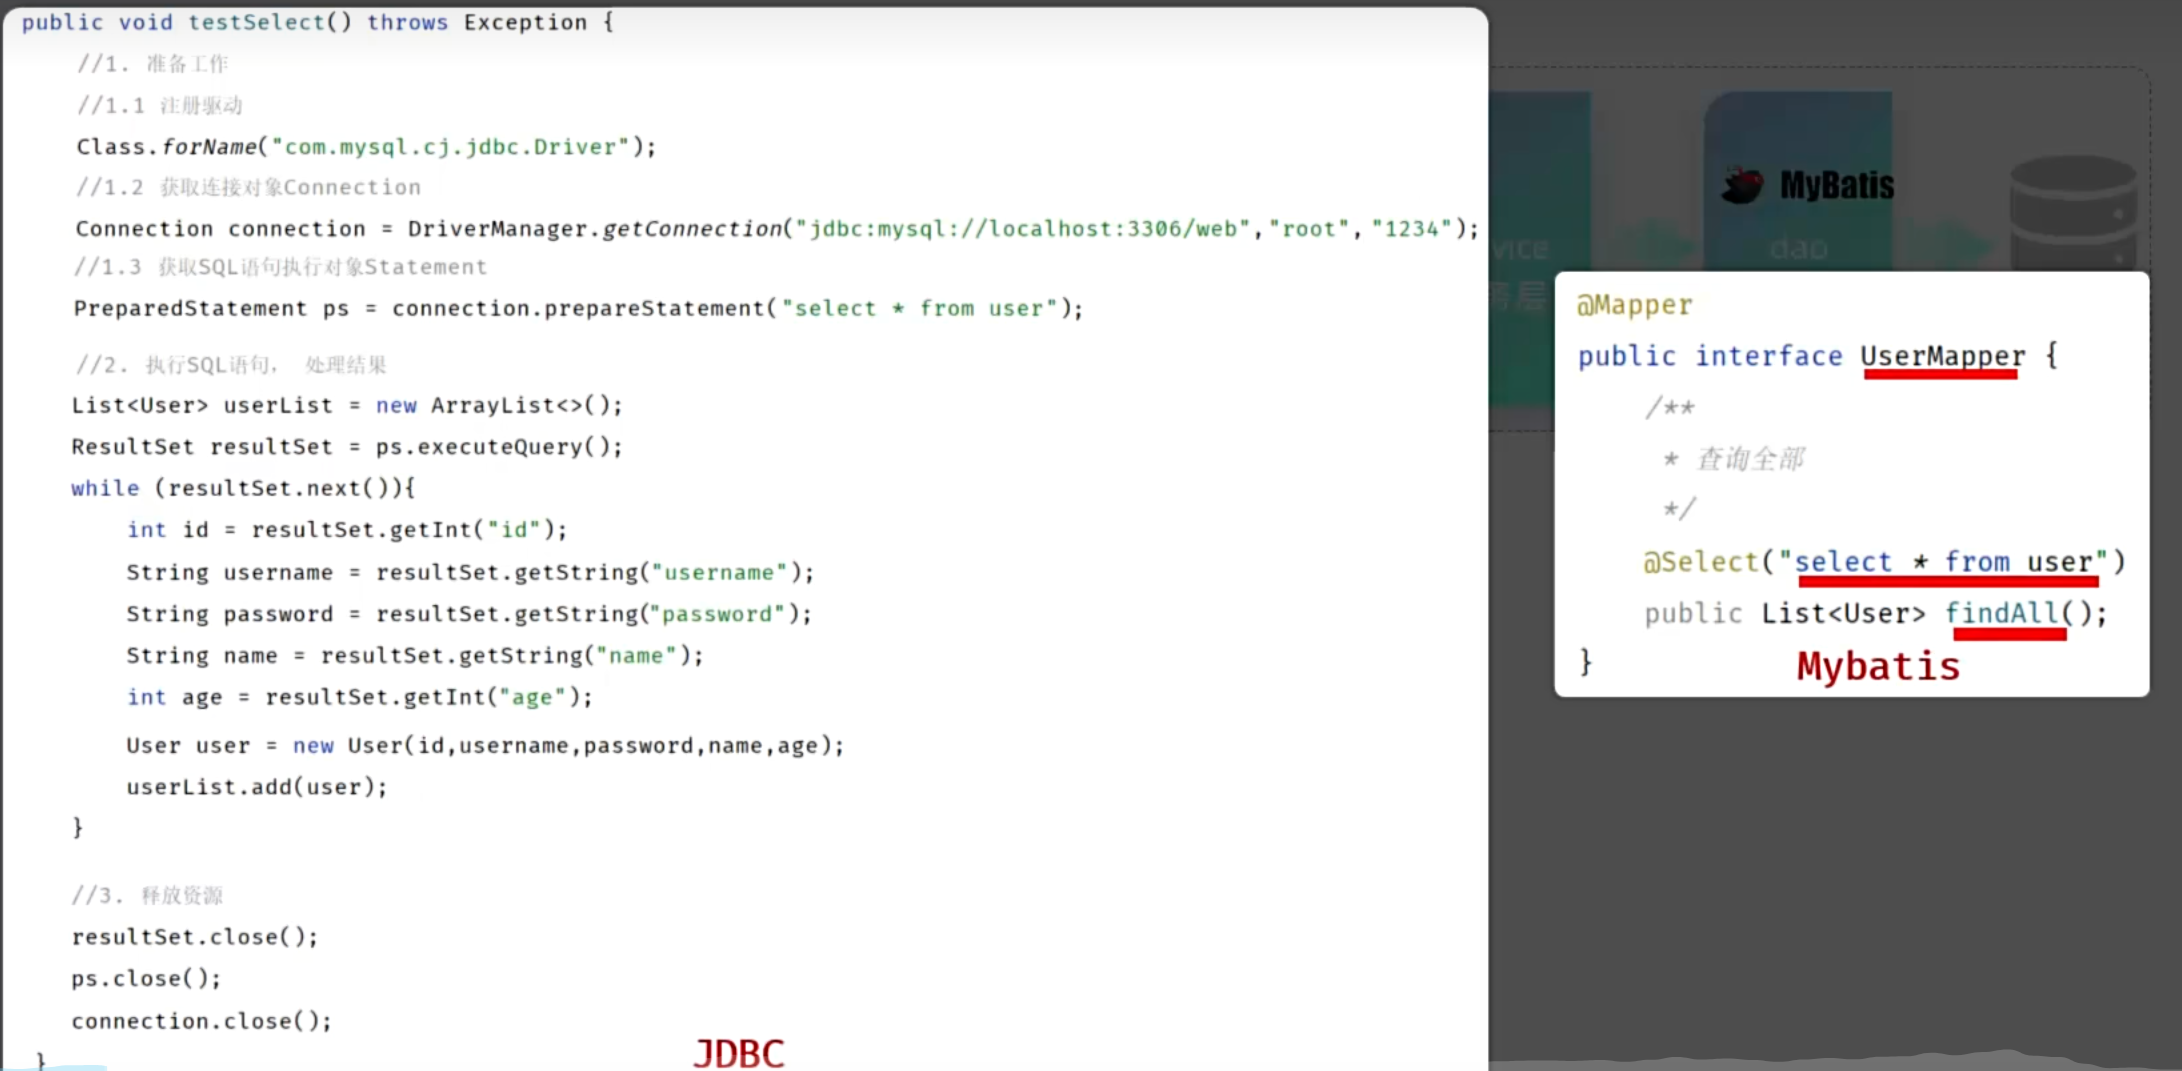 public void testSelect() throws Exception {
//1. 准备工作
//1.1 注册驱动
Class.forName("com.mysql.cj.jdbc.Driver");
//1.2 获取连接对象Connection
Connection connection = DriverManager.getConnection("jdbc:mysql://localhost:3306/web","root", "1234");
//1.3 获取SQL语句执行对象Statement
PreparedStatement ps = connection.prepareStatement("select * from user");
//2. 执行SQL语句， 处理结果
List<User> userList = new ArrayList<>();
ResultSet resultSet = ps.executeQuery();
while (resultSet.next()){
int id = resultSet.getInt("id");
String username = resultSet.getString("username");
String password = resultSet.getString("password");
String name = resultSet.getString("name");
int age = resultSet.getInt("age");
User user = new User(id,username,password,name,age);
userList.add(user);
}
//3. 释放资源
resultSet.close();
ps.close();
connection.close();
}
JDBC
MyBatis
dao
@Mapper
public interface UserMapper {
/**
* 查询全部
*/
@Select("select * from user")
public List<User> findAll();
}
Mybatis